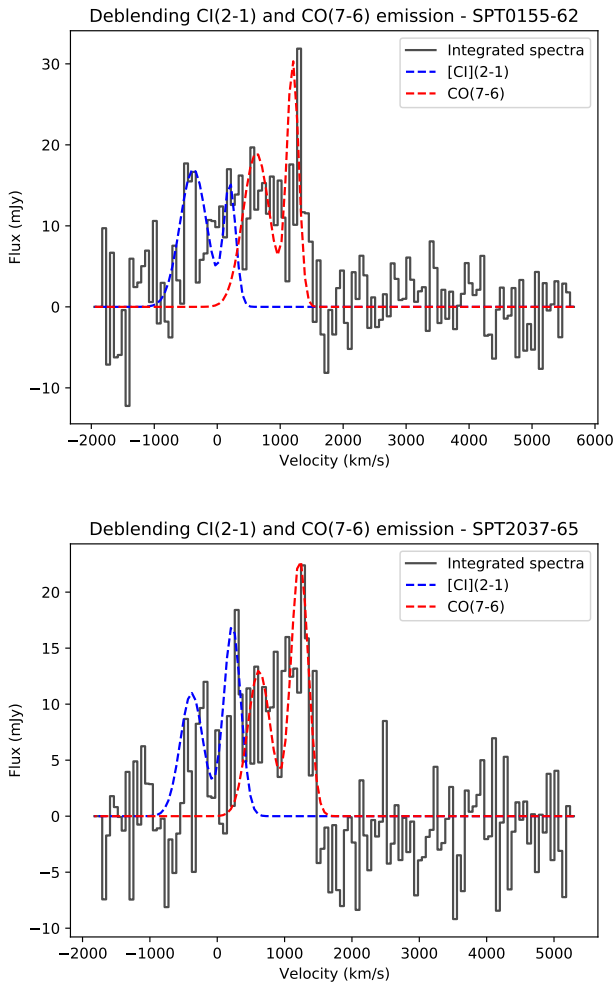 Deblending CI(2-1) and CO(7-6) emission - SPT0155-62
Integrated spectra
[CI](2-1)
CO(7-6)
30
20
10
0
−10
Flux (mJy)
−2000 −1000 0 1000 2000 3000 4000 5000 6000
Velocity (km/s)
Deblending CI(2-1) and CO(7-6) emission - SPT2037-65
Integrated spectra
[CI](2-1)
CO(7-6)
20
15
10
5
0
−5
−10
Flux (mJy)
−2000 −1000 0 1000 2000 3000 4000 5000
Velocity (km/s)